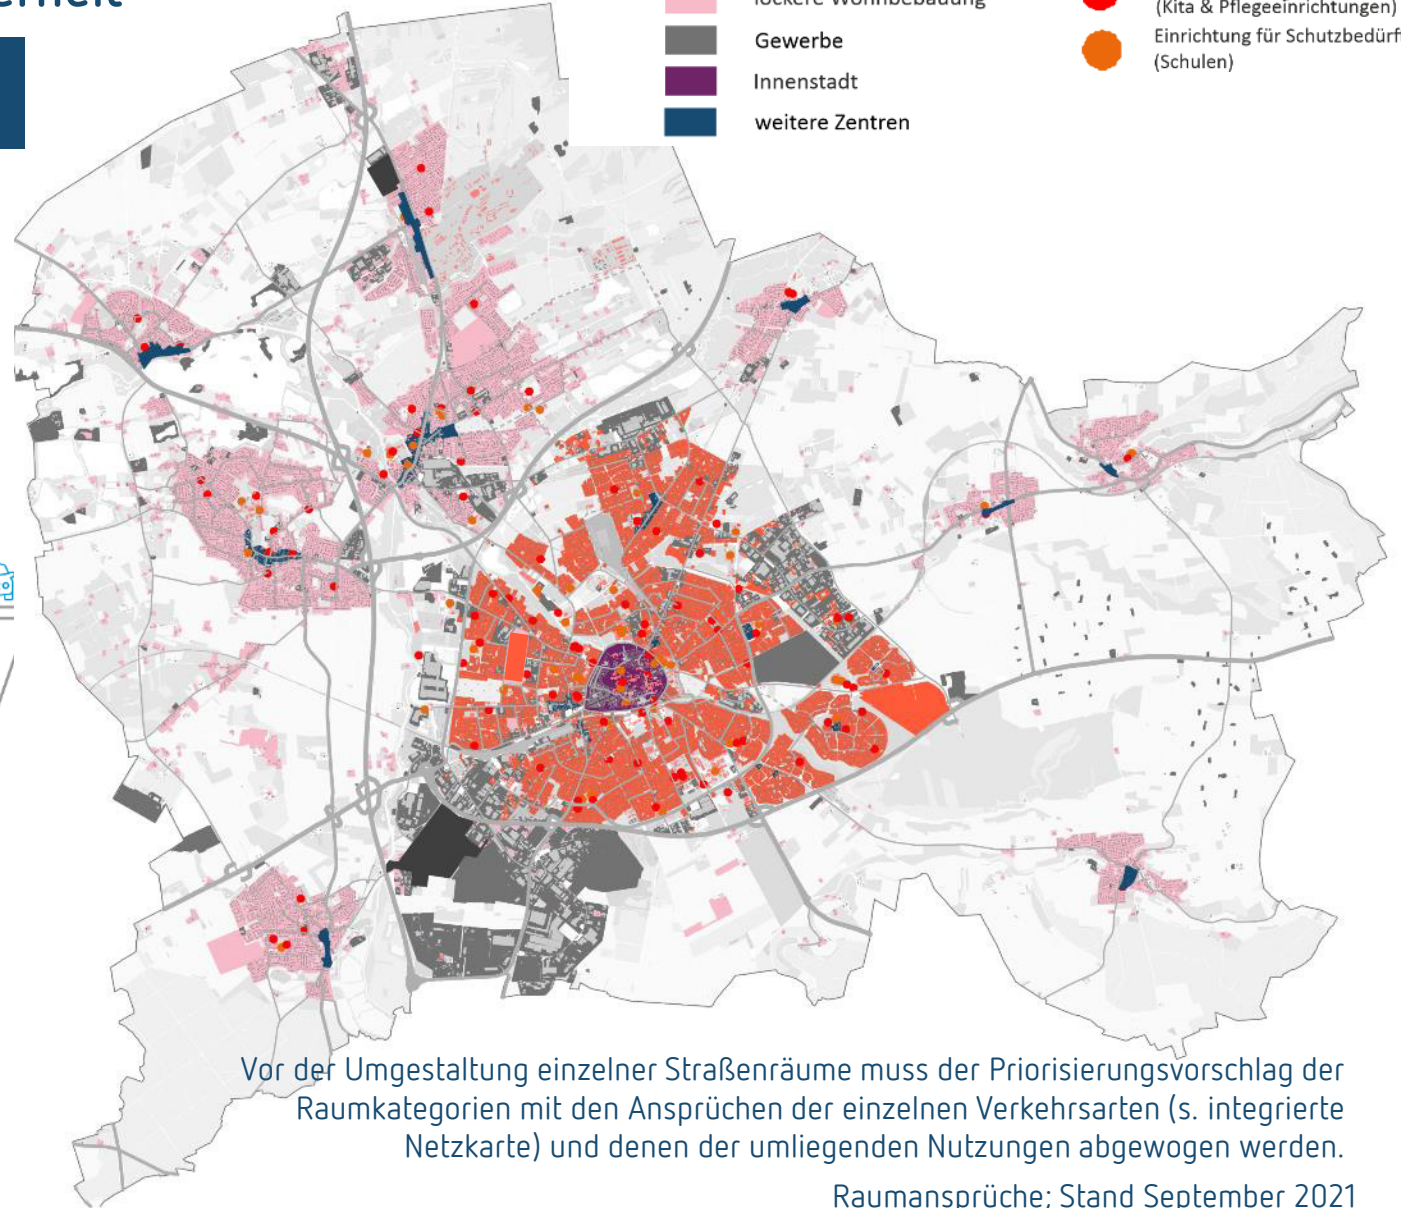 lockere Wohnbebauung
Gewerbe
Innenstadt
weitere Zentren
(Kita & Pflegeeinrichtungen)
Einrichtung für Schutzbedürf
(Schulen)
Vor der Umgestaltung einzelner Straßenräume muss der Priorisierungsvorschlag der
Raumkategorien mit den Ansprüchen der einzelnen Verkehrsarten (s. integrierte
Netzkarte) und denen der umliegenden Nutzungen abgewogen werden.
Raumansprüche; Stand September 2021